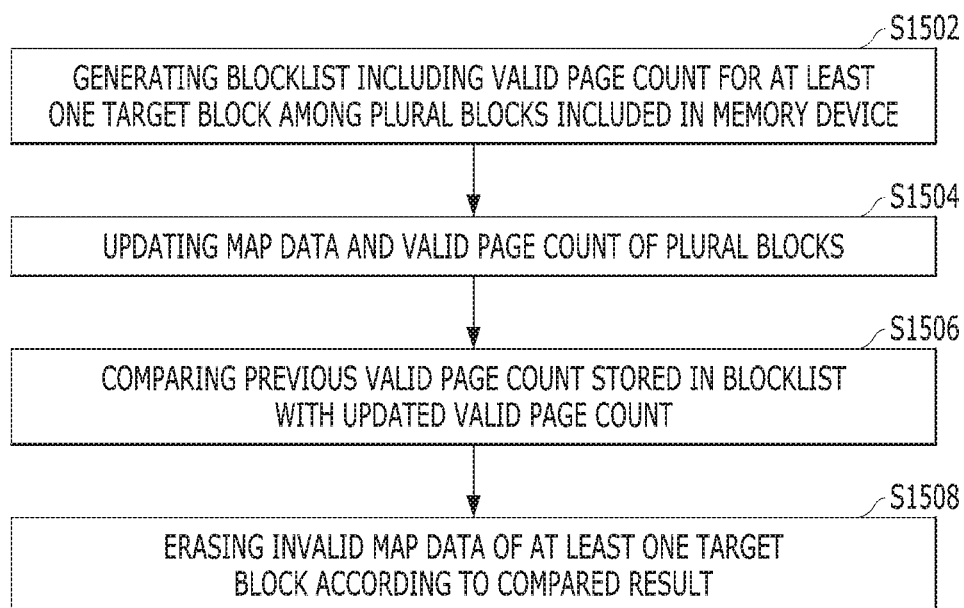 S1502
GENERATING BLOCKLIST INCLUDING VALID PAGE COUNT FOR AT LEAST
ONE TARGET BLOCK AMONG PLURAL BLOCKS INCLUDED IN MEMORY DEVICE
S1504
UPDATING MAP DATA AND VALID PAGE COUNT OF PLURAL BLOCKS
S1506
COMPARING PREVIOUS VALID PAGE COUNT STORED IN BLOCKLIST
WITH UPDATED VALID PAGE COUNT
S1508
ERASING INVALID MAP DATA OF AT LEAST ONE TARGET
BLOCK ACCORDING TO COMPARED RESULT